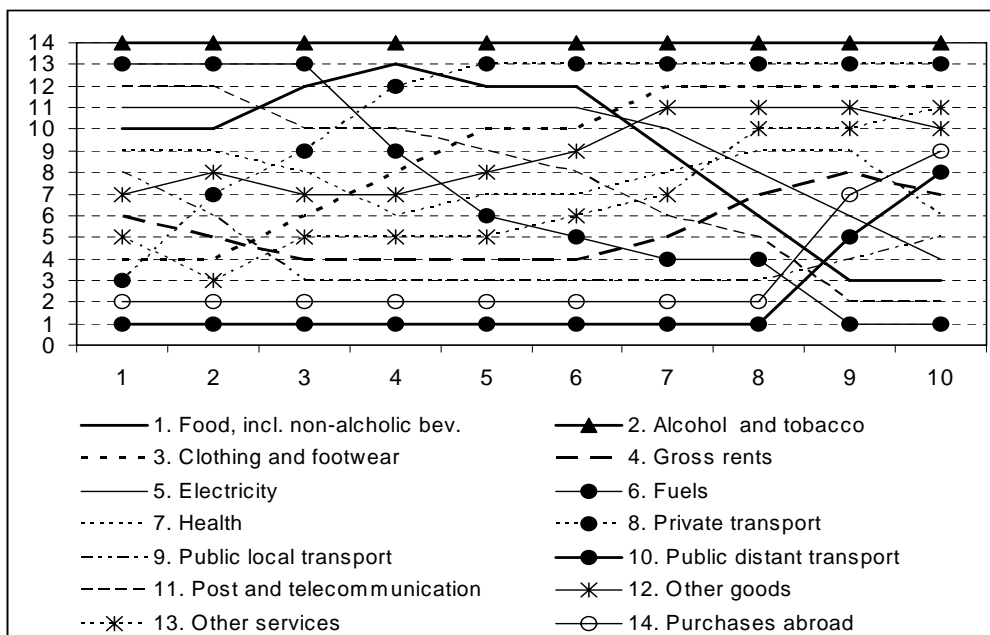 14
13
12
11
10
9
8
7
6
5
4
3
2
1
0
1 2 3 4 5 6 7 8 9 10
1. Food, incl. non-alcholic bev. 2. Alcohol and tobacco
3. Clothing and footwear 4. Gross rents
5. Electricity 6. Fuels
7. Health 8. Private transport
9. Public local transport 10. Public distant transport
11. Post and telecommunication 12. Other goods
13. Other services 14. Purchases abroad